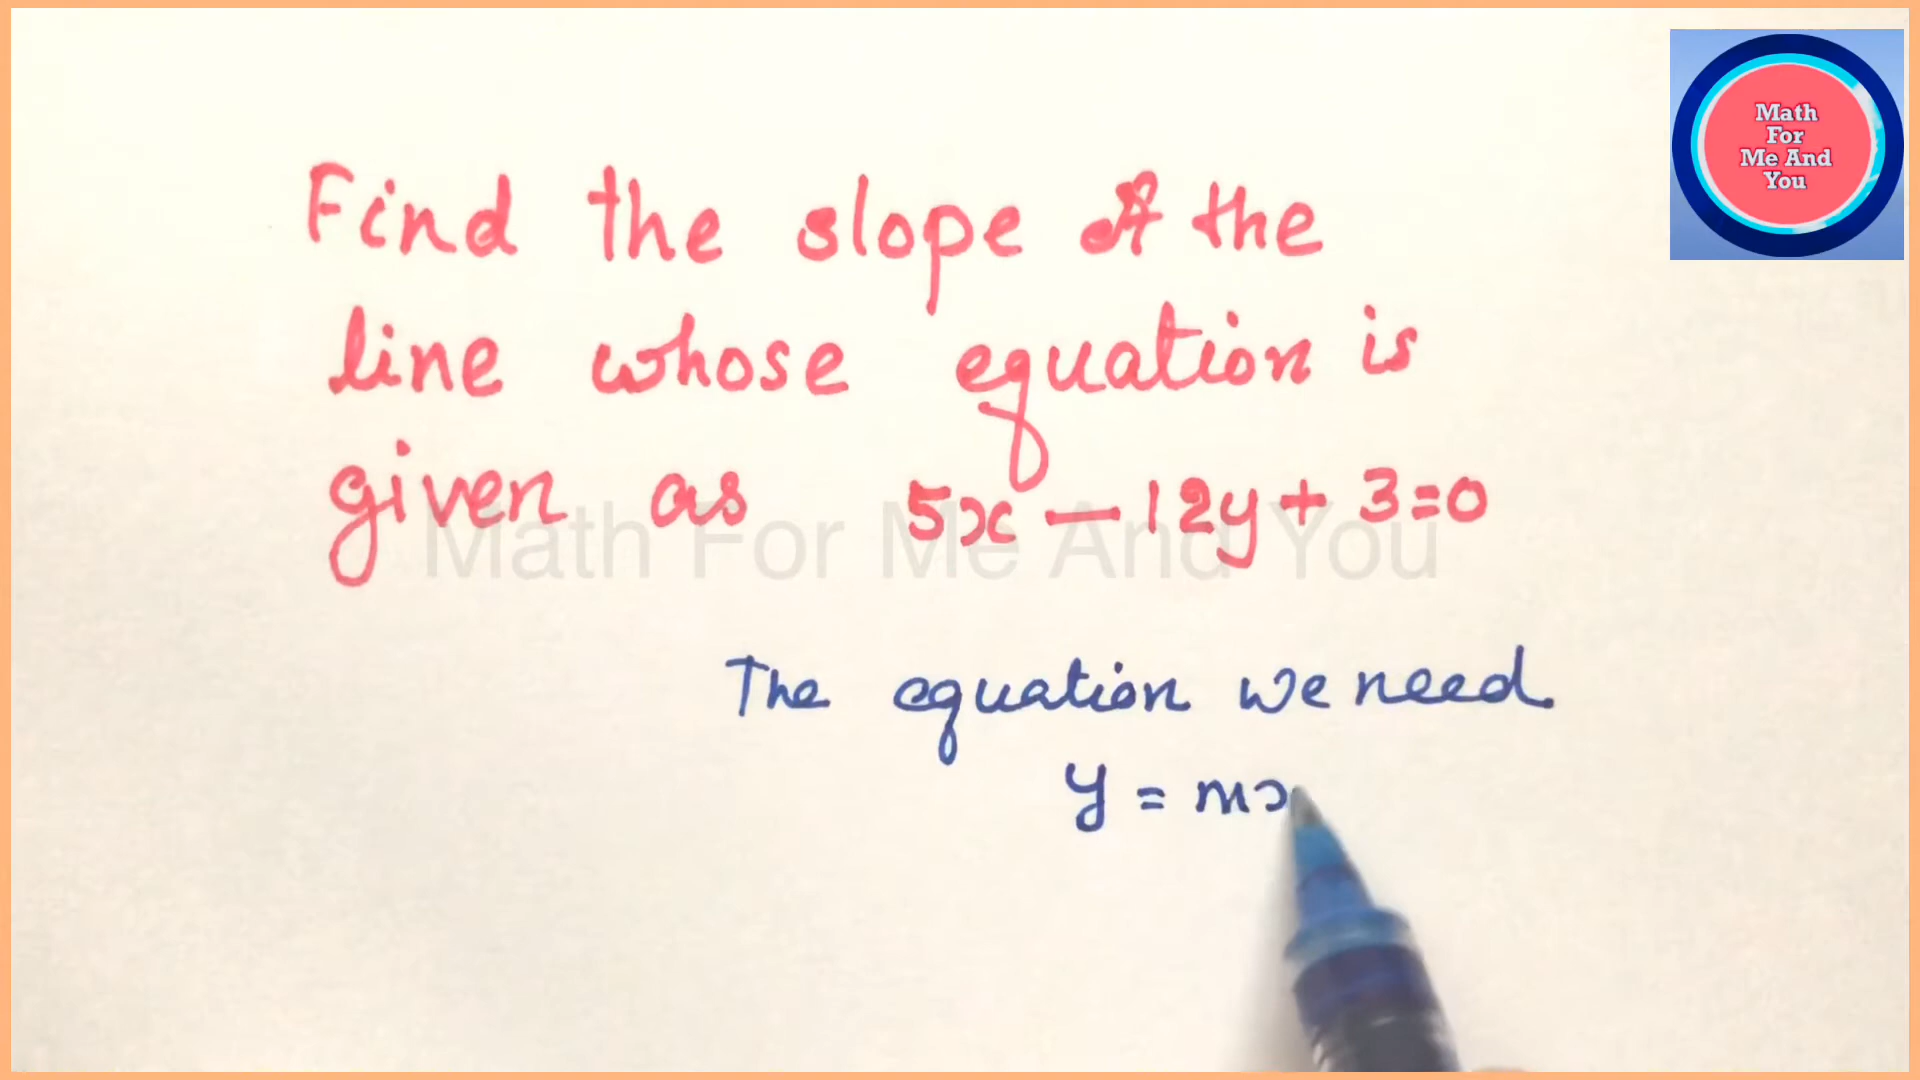 Math
For
Me And
You
Find the slope of the
line whose equation is
given as 5x - 12y + 3 = 0
Math For Me And You
The equation we need
y = mx